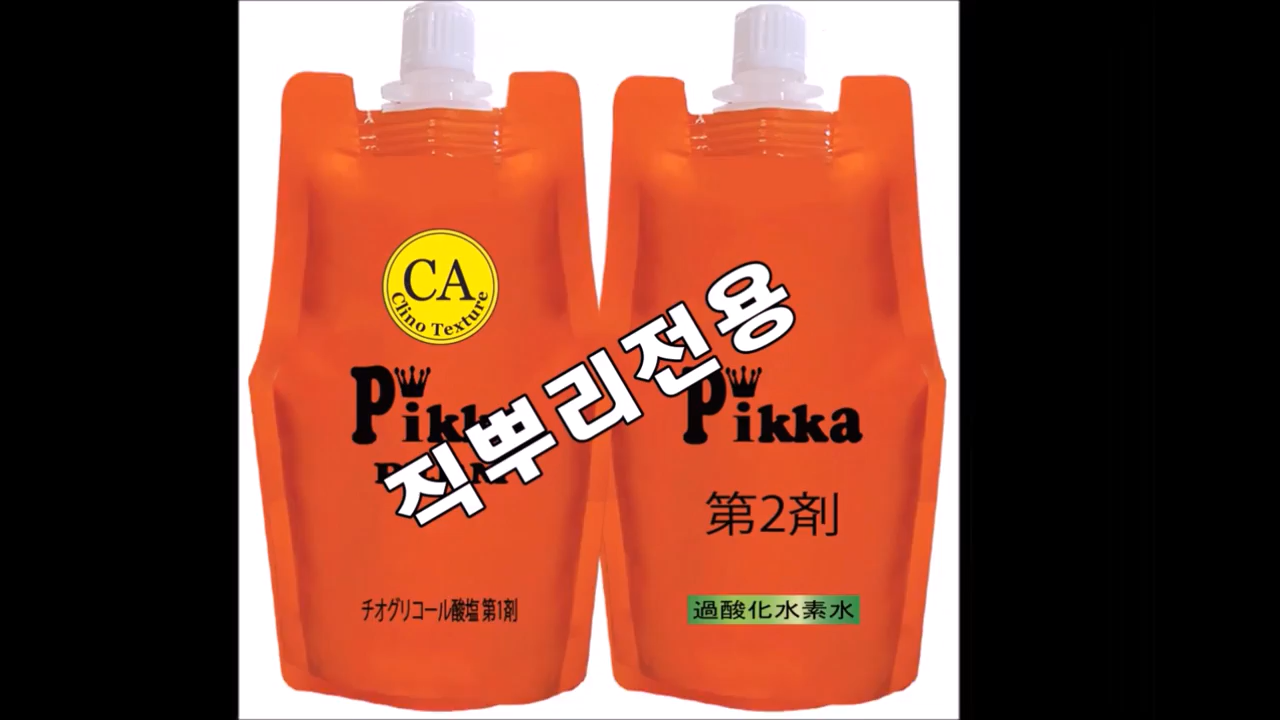 CA
Clino Texture
Pikka
チオグリコール酸塩 第1剤
직뿌리전용
Pikka
第2剤
過酸化水素水